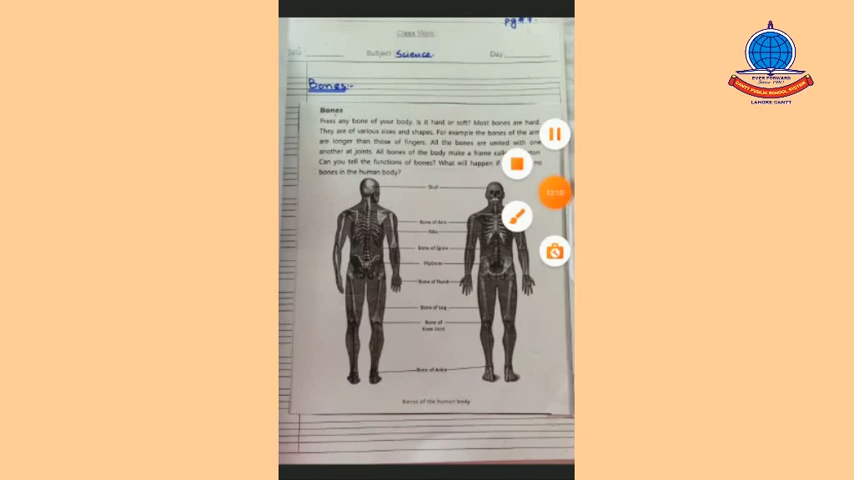 pg# 1
Class Work
Subject Science
Day
Bones:-
Bones
Press any bone of your body. Is it hard or soft? Most bones are hard.
They are of various sizes and shapes. For example the bones of the arm
are longer than those of fingers. All the bones are united with one
another at joints. All bones of the body make a frame
Can you tell the functions of bones? What will happen if no
bones in the human body?
Skull
Bone of Arm
Ribs
Bone of Spine
Hipbone
Bone of Hand
Bone of Leg
Bone of
Knee Joint
Bone of Ankle
Bones of the human body
12:10
EVER FORWARD
Since 1987
CANTT PUBLIC SCHOOL SYSTEM
LAHORE CANTT